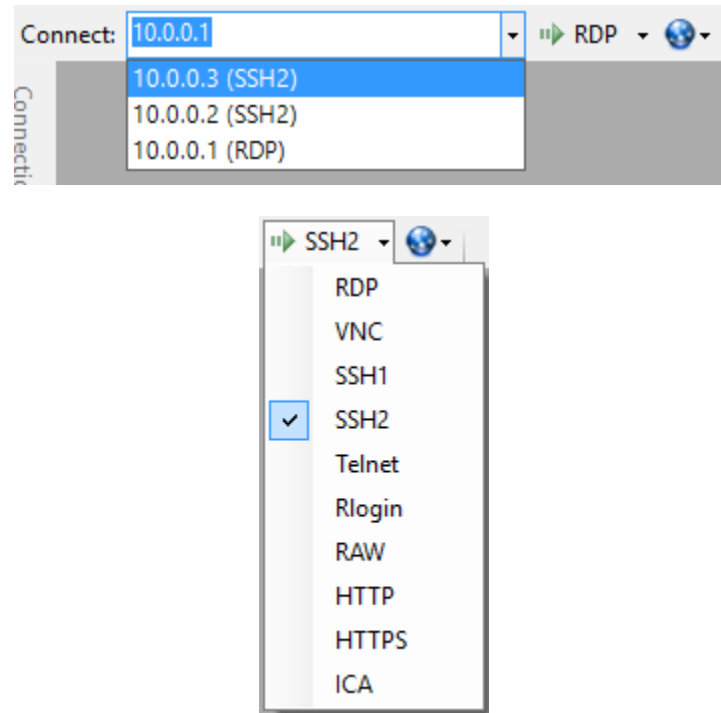 Connect: 10.0.0.1 RDP
10.0.0.3 (SSH2)
10.0.0.2 (SSH2)
10.0.0.1 (RDP)
Connectio
SSH2
RDP
VNC
SSH1
SSH2
Telnet
Rlogin
RAW
HTTP
HTTPS
ICA